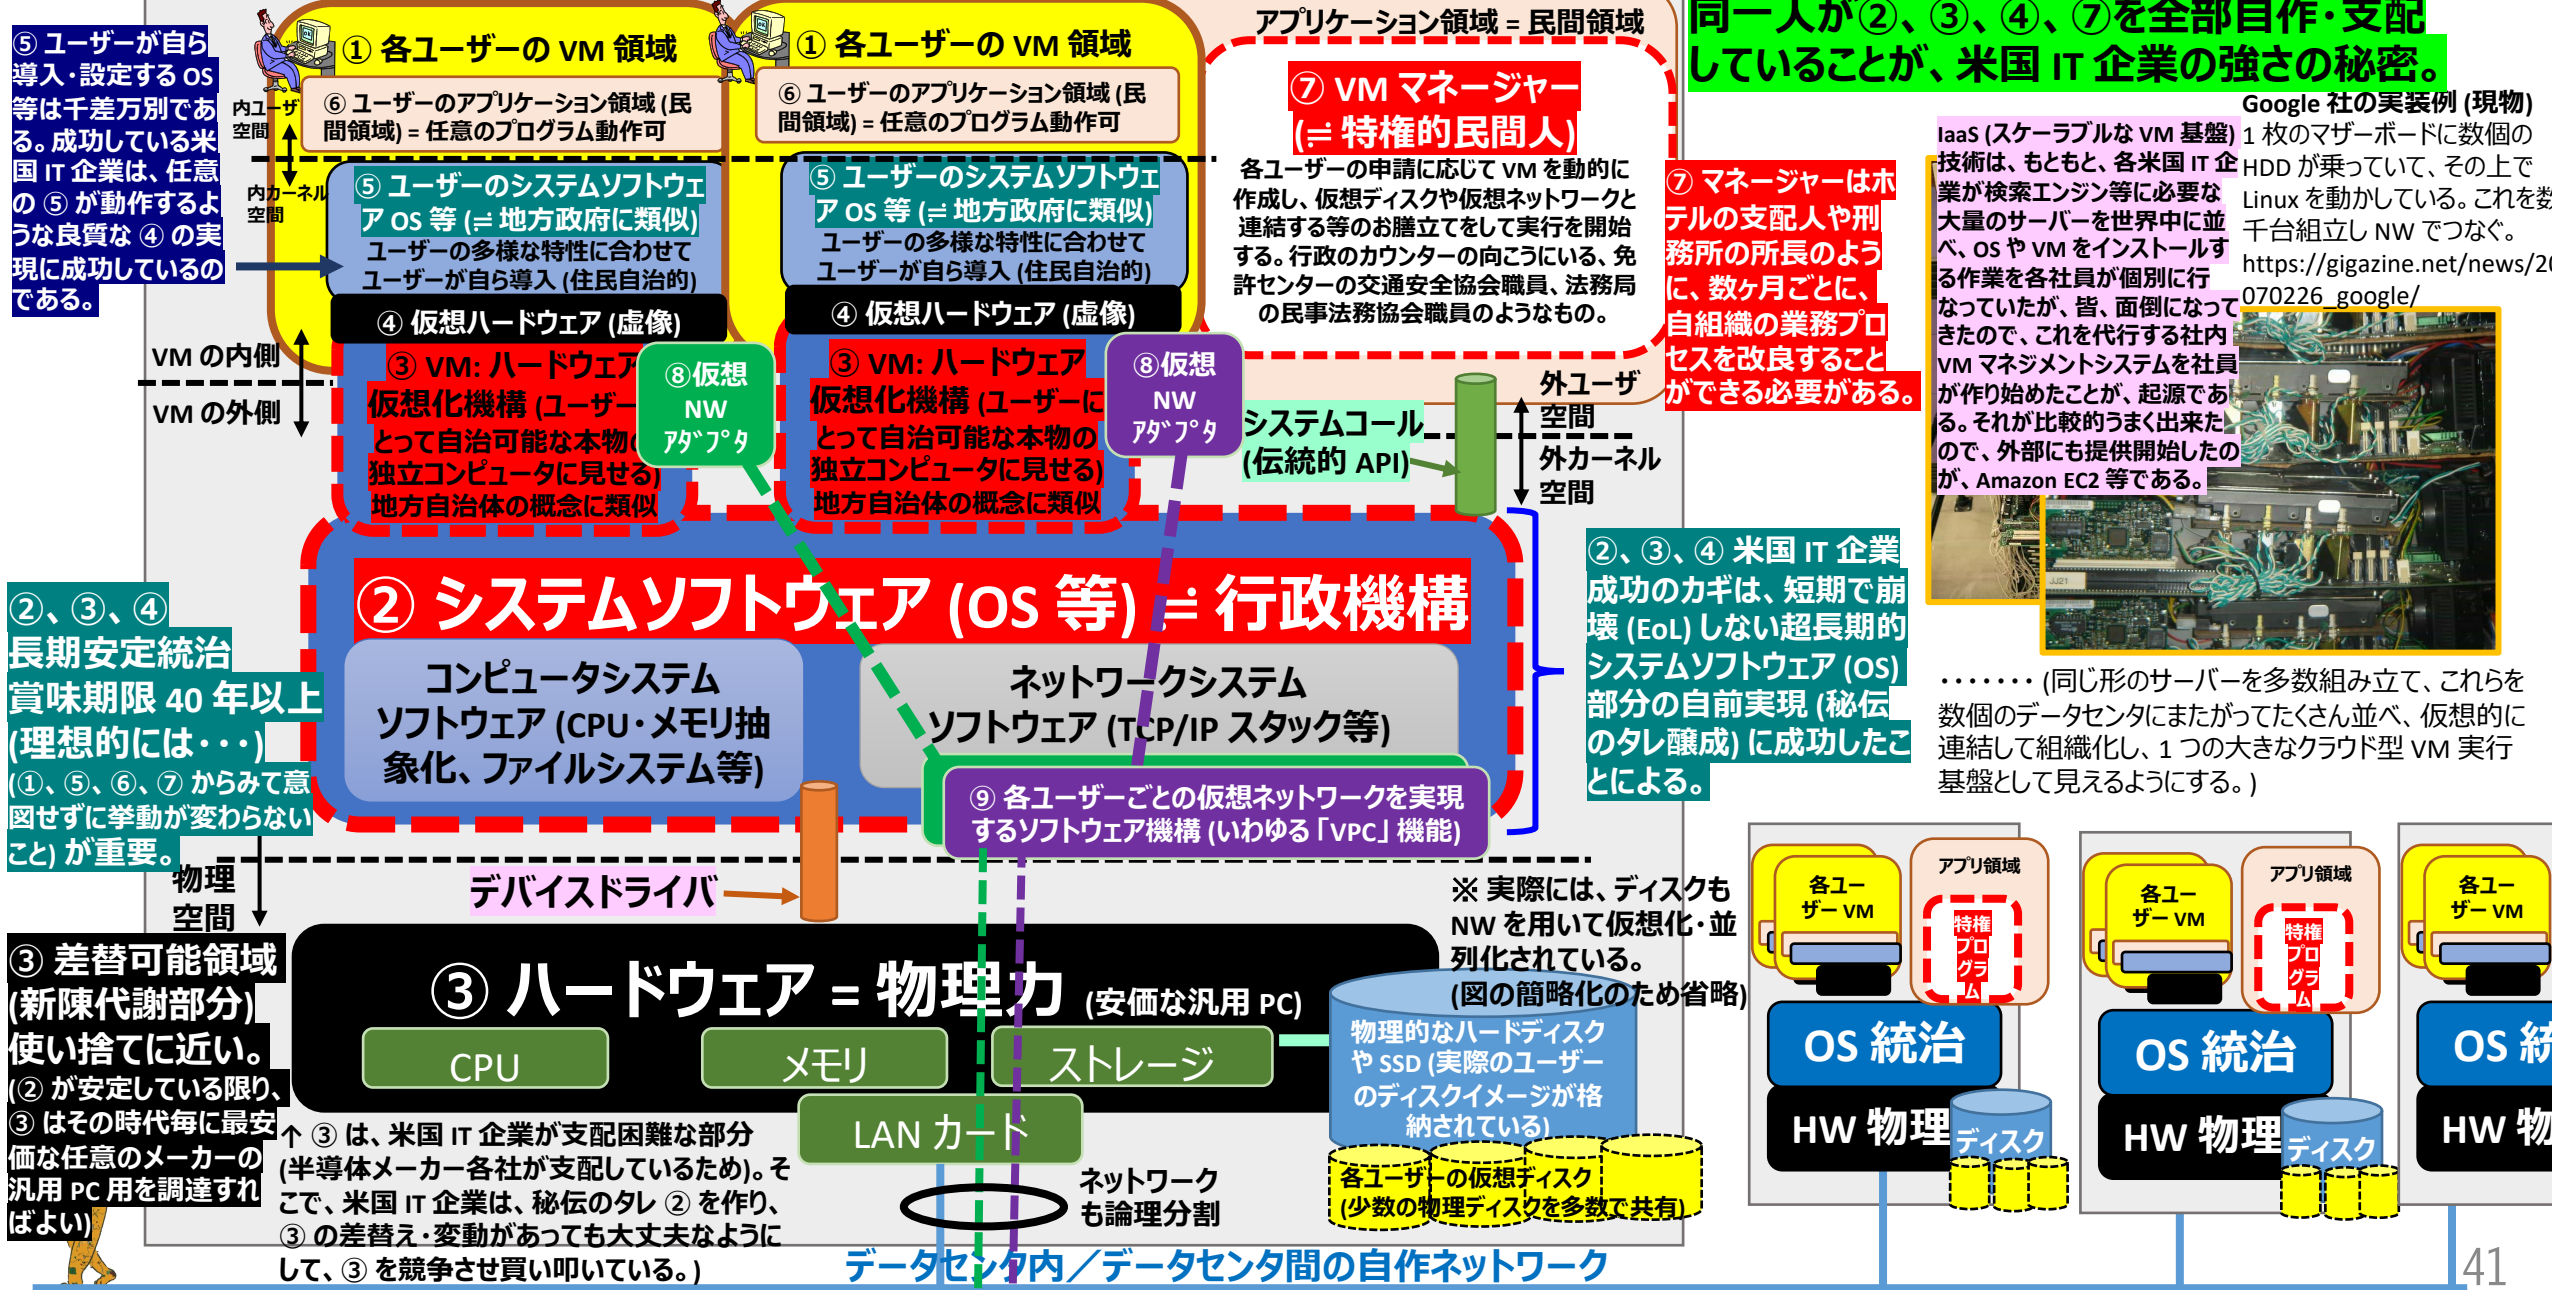 同一人が②、③、④、⑦を全部自作・支配
していることが、米国 IT 企業の強さの秘密。
⑤ ユーザーが自ら
導入・設定する OS
等は千差万別であ
る。成功している米
国 IT 企業は、任意
の ⑤ が動作するよ
うな良質な ④ の実
現に成功しているの
である。
① 各ユーザーの VM 領域
⑥ ユーザーのアプリケーション領域 (民
間領域) = 任意のプログラム動作可
内ユーザ
空間
内カーネル
空間
⑤ ユーザーのシステムソフトウェ
ア OS 等 (≒ 地方政府に類似)
ユーザーの多様な特性に合わせて
ユーザーが自ら導入 (住民自治的)
④ 仮想ハードウェア (虚像)
VM の内側
VM の外側
③ VM: ハードウェア
仮想化機構 (ユーザー
とって自治可能な本物の
独立コンピュータに見せる)
地方自治体の概念に類似
⑧仮想
NW
ｱﾀﾞﾌﾟﾀ
① 各ユーザーの VM 領域
⑥ ユーザーのアプリケーション領域 (民
間領域) = 任意のプログラム動作可
⑤ ユーザーのシステムソフトウェ
ア OS 等 (≒ 地方政府に類似)
ユーザーの多様な特性に合わせて
ユーザーが自ら導入 (住民自治的)
④ 仮想ハードウェア (虚像)
③ VM: ハードウェア
仮想化機構 (ユーザーに
とって自治可能な本物の
独立コンピュータに見せる)
地方自治体の概念に類似
⑧仮想
NW
ｱﾀﾞﾌﾟﾀ
アプリケーション領域 = 民間領域
⑦ VM マネージャー
(≒ 特権的民間人)
各ユーザーの申請に応じて VM を動的に
作成し、仮想ディスクや仮想ネットワークと
連結する等のお膳立てをして実行を開始
する。行政のカウンターの向こうにいる、免
許センターの交通安全協会職員、法務局
の民事法務協会職員のようなもの。
システムコール
(伝統的 API)
外ユーザ
空間
外カーネル
空間
⑦ マネージャーはホ
テルの支配人や刑
務所の所長のよう
に、数ヶ月ごとに、
自組織の業務プロ
セスを改良すること
ができる必要がある。
IaaS (スケーラブルな VM 基盤)
技術は、もともと、各米国 IT 企
業が検索エンジン等に必要な
大量のサーバーを世界中に並
べ、OS や VM をインストールす
る作業を各社員が個別に行
なっていたが、皆、面倒になって
きたので、これを代行する社内
VM マネジメントシステムを社員
が作り始めたことが、起源であ
る。それが比較的うまく出来た
ので、外部にも提供開始したの
が、Amazon EC2 等である。
Google 社の実装例 (現物)
1 枚のマザーボードに数個の
HDD が乗っていて、その上で
Linux を動かしている。これを数
千台組立し NW でつなぐ。
https://gigazine.net/news/20
070226_google/
JJ21
・・・・・・・ (同じ形のサーバーを多数組み立て、これらを
数個のデータセンタにまたがってたくさん並べ、仮想的に
連結して組織化し、1 つの大きなクラウド型 VM 実行
基盤として見えるようにする。)
②、③、④ 米国 IT 企業
成功のカギは、短期で崩
壊 (EoL) しない超長期的
システムソフトウェア (OS)
部分の自前実現 (秘伝
のタレ醸成) に成功したこ
とによる。
② システムソフトウェア (OS 等) ≒ 行政機構
コンピュータシステム
ソフトウェア (CPU・メモリ抽
象化、ファイルシステム等)
ネットワークシステム
ソフトウェア (TCP/IP スタック等)
⑨ 各ユーザーごとの仮想ネットワークを実現
するソフトウェア機構 (いわゆる「VPC」機能)
②、③、④
長期安定統治
賞味期限 40 年以上
(理想的には・・・)
(①、⑤、⑥、⑦ からみて意
図せずに挙動が変わらない
こと) が重要。
物理
空間
デバイスドライバ
③ 差替可能領域
(新陳代謝部分)
使い捨てに近い。
(② が安定している限り、
③ はその時代毎に最安
価な任意のメーカーの
汎用 PC 用を調達すれ
ばよい)
③ ハードウェア = 物理力 (安価な汎用 PC)
CPU
メモリ
ストレージ
LAN カード
※ 実際には、ディスクも
NW を用いて仮想化・並
列化されている。
(図の簡略化のため省略)
物理的なハードディスク
や SSD (実際のユーザー
のディスクイメージが格
納されている)
各ユーザーの仮想ディスク
(少数の物理ディスクを多数で共有)
↑ ③ は、米国 IT 企業が支配困難な部分
(半導体メーカー各社が支配しているため)。そ
こで、米国 IT 企業は、秘伝のタレ ② を作り、
③ の差替え・変動があっても大丈夫なように
して、③ を競争させ買い叩いている。)
ネットワーク
も論理分割
データセンタ内／データセンタ間の自作ネットワーク
各ユー
ザー VM
アプリ領域
特権
プロ
グラ
ム
OS 統治
HW 物理
ディスク
各ユー
ザー VM
アプリ領域
特権
プロ
グラ
ム
OS 統治
HW 物理
ディスク
各ユー
ザー VM
OS 統
HW 物
41